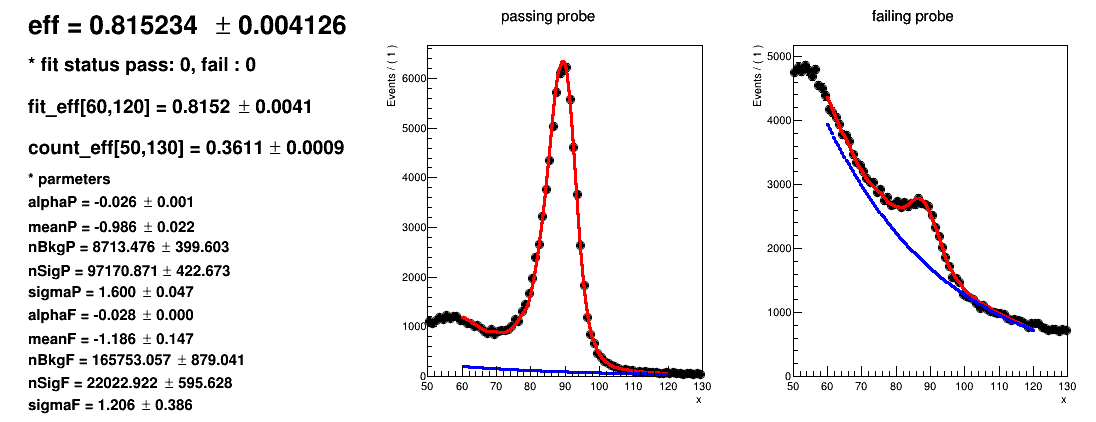 eff = 0.815234 ± 0.004126
* fit status pass: 0, fail : 0
fit_eff[60,120] = 0.8152 ± 0.0041
count_eff[50,130] = 0.3611 ± 0.0009
* parmeters
alphaP = -0.026 ± 0.001
meanP = -0.986 ± 0.022
nBkgP = 8713.476 ± 399.603
nSigP = 97170.871 ± 422.673
sigmaP = 1.600 ± 0.047
alphaF = -0.028 ± 0.000
meanF = -1.186 ± 0.147
nBkgF = 165753.057 ± 879.041
nSigF = 22022.922 ± 595.628
sigmaF = 1.206 ± 0.386
passing probe
Events / ( 1 )
6000
5000
4000
3000
2000
1000
0
50 60 70 80 90 100 110 120 130
x
failing probe
Events / ( 1 )
5000
4000
3000
2000
1000
0
50 60 70 80 90 100 110 120 130
x